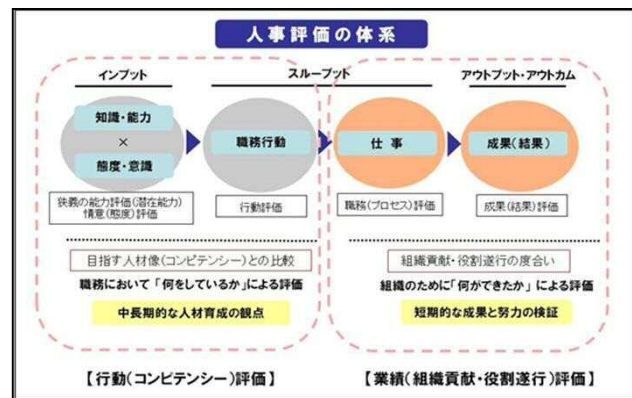 人事評価の体系
インプット
スループット
アウトプット・アウトカム
知識・能力
×
態度・意識
職務行動
仕事
成果(結果)
狭義の能力評価(潜在能力)
情意(態度)評価
行動評価
職務(プロセス)評価
成果(結果)評価
目指す人材像(コンピテンシー)との比較
職務において「何をしているか」による評価
中長期的な人材育成の観点
組織貢献・役割遂行の度合い
組織のために「何ができたか」による評価
短期的な成果と努力の検証
【行動(コンピテンシー)評価】
【業績(組織貢献・役割遂行)評価】